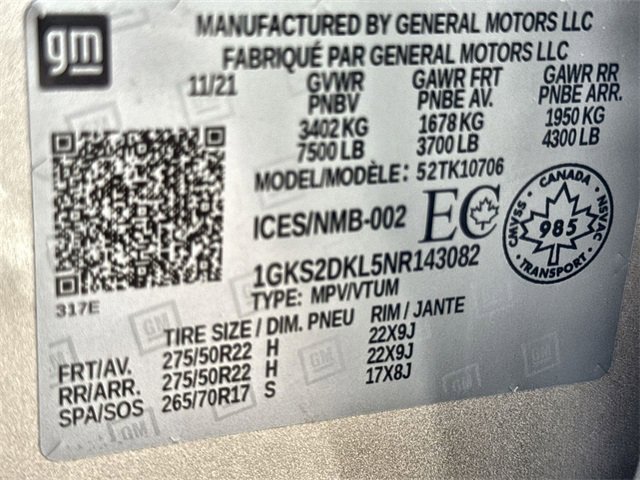 gm
MANUFACTURED BY GENERAL MOTORS LLC
FABRIQUÉ PAR GENERAL MOTORS LLC
11/21 GVWR GAWR FRT GAWR RR
PNBV PNBE AV. PNBE ARR.
3402 KG 1678 KG 1950 KG
7500 LB 3700 LB 4300 LB
MODEL/MODÈLE: 52TK10706
ICES/NMB-002 EC
CANADA
CMVSS 985 NSVAC
TRANSPORT
1GKS2DKL5NR143082
317E
TYPE: MPV/VTUM
TIRE SIZE / DIM. PNEU RIM / JANTE
FRT/AV. 275/50R22 H 22X9J
RR/ARR. 275/50R22 H 22X9J
SPA/SOS 265/70R17 S 17X8J